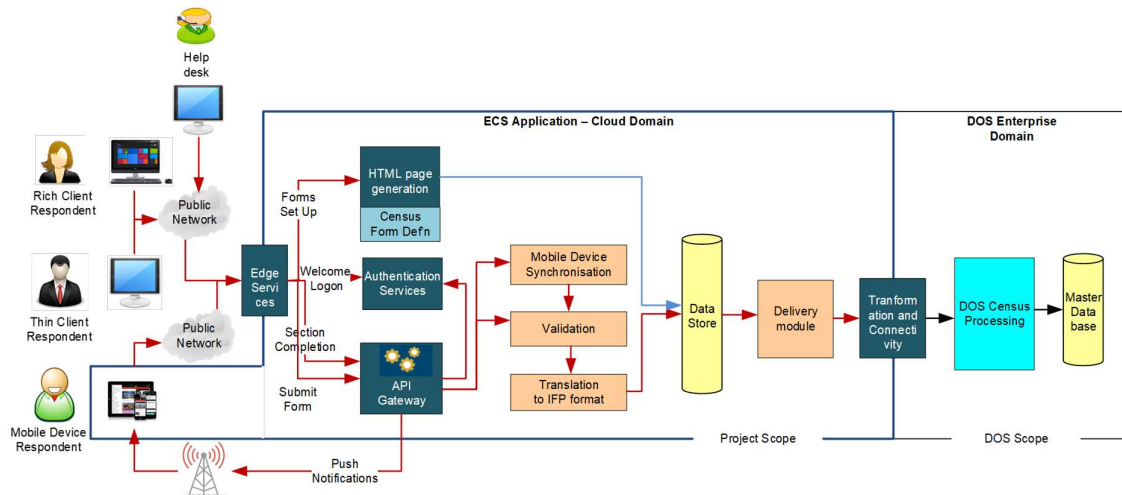 Help
desk
ECS Application – Cloud Domain
DOS Enterprise
Domain
Rich Client
Respondent
Public
Network
Forms
Set Up
HTML page
generation
Census
Form Def'n
Edge
Servi
ces
Welcome
Logon
Authentication
Services
Mobile Device
Synchronisation
Thin Client
Respondent
Public
Network
Section
Completion
Submit
Form
API
Gateway
Validation
Translation
to IFP format
Data
Store
Delivery
module
Tranform
ation and
Connect
ivity
DOS Census
Processing
Master
Data
base
Mobile Device
Respondent
Push
Notifications
Project Scope
DOS Scope